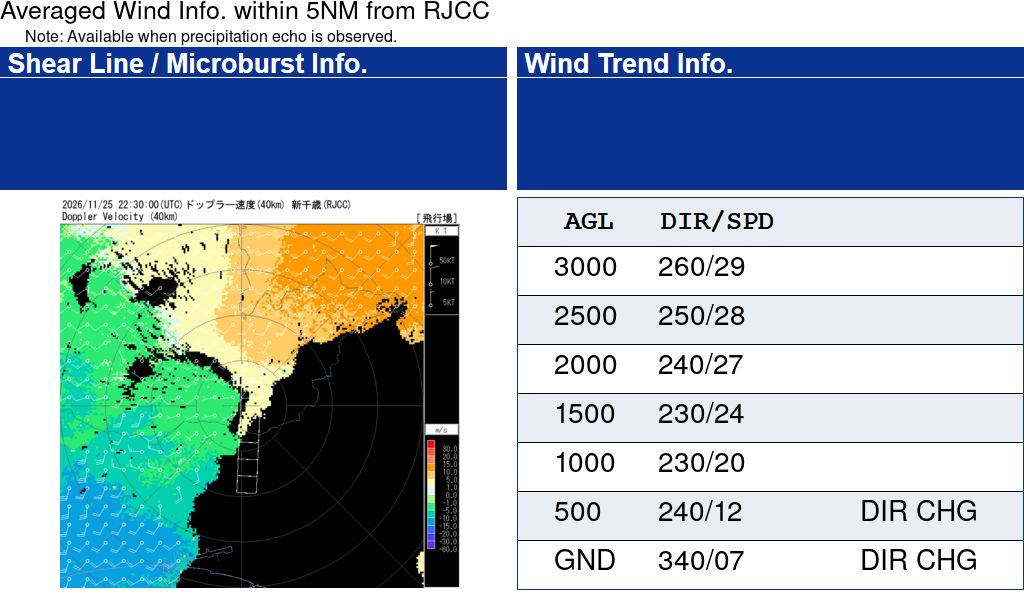 Averaged Wind Info. within 5NM from RJCC
Note: Available when precipitation echo is observed.
Shear Line / Microburst Info.
Wind Trend Info.
2026/11/25 22:30:00(UTC) ドップラー速度(40km) 新千歳(RJCC)
Doppler Velocity (40km)
[飛行場]
KT
50KT
10KT
5KT
m/s
30.0
20.0
15.0
10.0
5.0
1.0
0.0
-1.0
-5.0
-10.0
-15.0
-20.0
-30.0
-60.0
AGL DIR/SPD
3000 260/29
2500 250/28
2000 240/27
1500 230/24
1000 230/20
500 240/12 DIR CHG
GND 340/07 DIR CHG